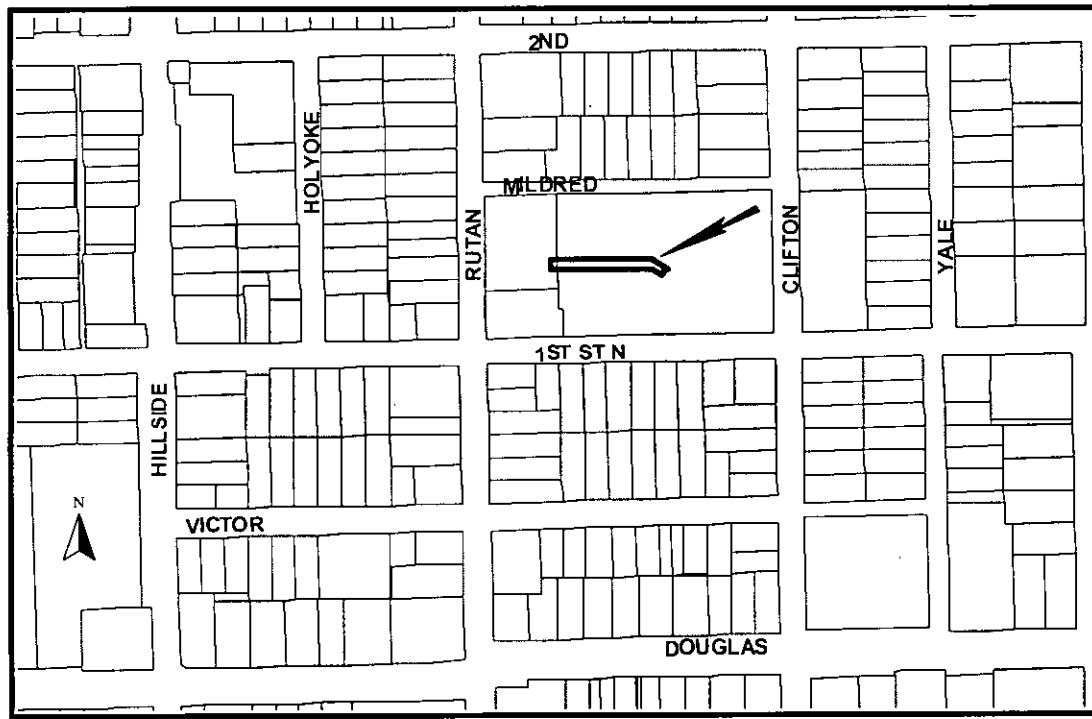 2ND
HOLYOKE
MILDRED
RUTAN
CLIFTON
YALE
1ST ST N
HILLSIDE
N
VICTOR
DOUGLAS